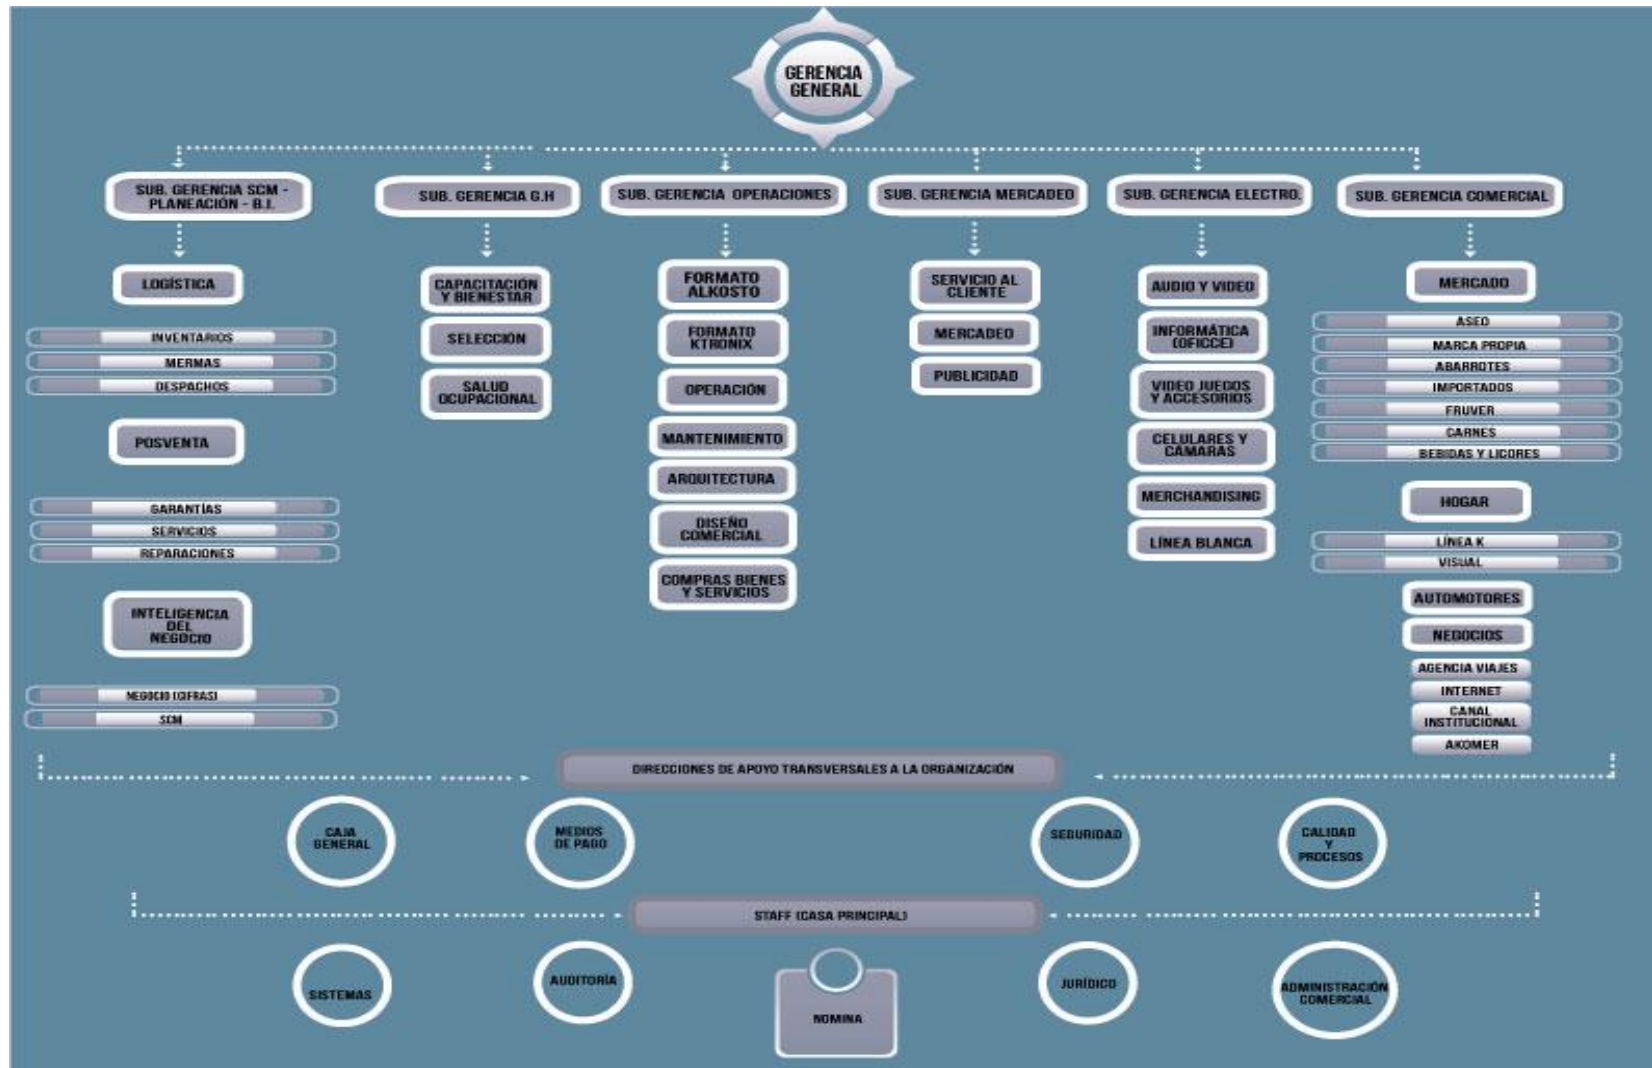 GERENCIA
GENERAL
SUB. GERENCIA SCM -
PLANEACIÓN - B.I.
SUB. GERENCIA G.H
SUB. GERENCIA OPERACIONES
SUB. GERENCIA MERCADEO
SUB. GERENCIA ELECTRO.
SUB. GERENCIA COMERCIAL
LOGÍSTICA
INVENTARIOS
MERMAS
DESPACHOS
POSVENTA
GARANTÍAS
SERVICIOS
REPARACIONES
INTELIGENCIA
DEL
NEGOCIO
NEGOCIO (CIFRAS)
SCM
CAPACITACIÓN
Y BIENESTAR
SELECCIÓN
SALUD
OCUPACIONAL
FORMATO
ALKOSTO
FORMATO
KTRONIX
OPERACIÓN
MANTENIMIENTO
ARQUITECTURA
DISEÑO
COMERCIAL
COMPRAS BIENES
Y SERVICIOS
SERVICIO AL
CLIENTE
MERCADEO
PUBLICIDAD
AUDIO Y VIDEO
INFORMÁTICA
(OFICCE)
VIDEO JUEGOS
Y ACCESORIOS
CELULARES Y
CÁMARAS
MERCHANDISING
LÍNEA BLANCA
MERCADO
ASEO
MARCA PROPIA
ABARROTES
IMPORTADOS
FRUVER
CARNES
BEBIDAS Y LICORES
HOGAR
LÍNEA K
VISUAL
AUTOMOTORES
NEGOCIOS
AGENCIA VIAJES
INTERNET
CANAL
INSTITUCIONAL
AKOMER
DIRECCIONES DE APOYO TRANSVERSALES A LA ORGANIZACIÓN
CAJA
GENERAL
MEDIOS
DE PAGO
SEGURIDAD
CALIDAD
Y
PROCESOS
STAFF (CASA PRINCIPAL)
SISTEMAS
AUDITORÍA
NOMINA
JURÍDICO
ADMINISTRACIÓN
COMERCIAL